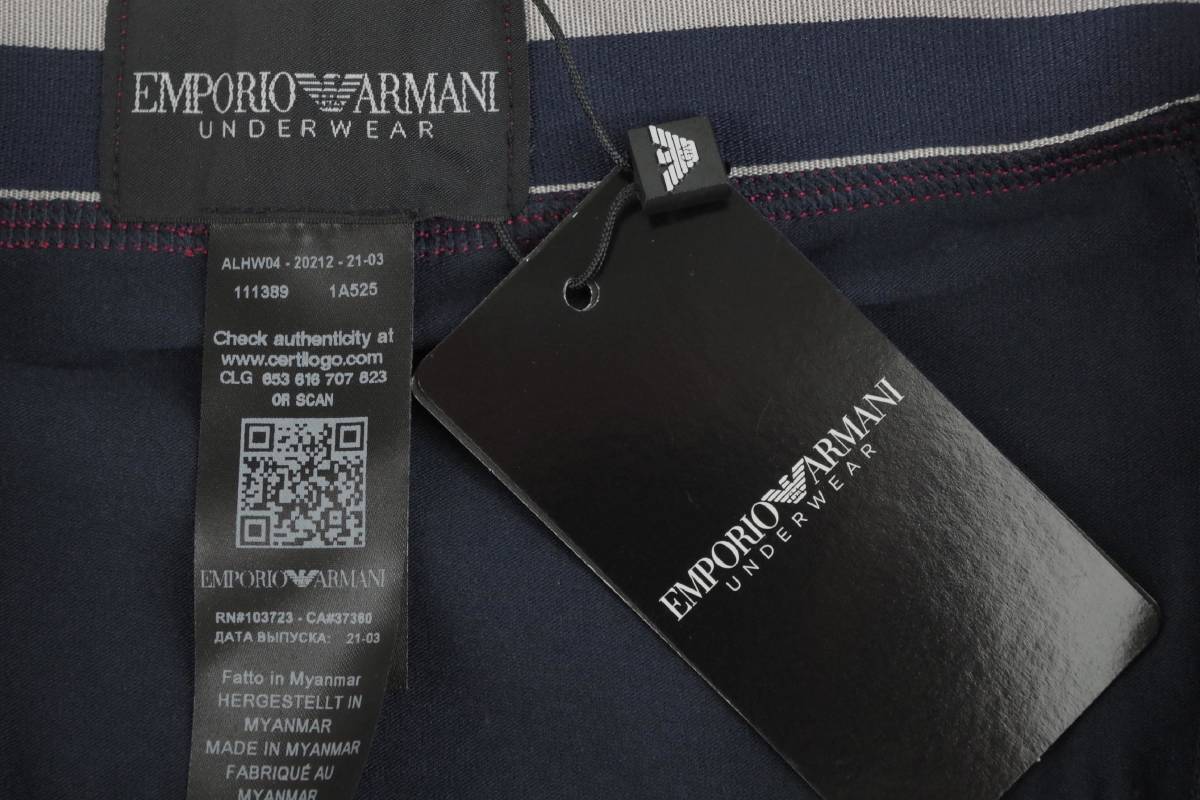 EMPORIO ARMANI
UNDERWEAR
ALHW04 - 20212 - 21-03
111389 1A525
Check authenticity at
www.certilogo.com
CLG 653 616 707 823
OR SCAN
EMPORIO ARMANI
RN#103723 - CA#37360
ДАТА ВЫПУСКА: 21-03
Fatto in Myanmar
HERGESTELLT IN
MYANMAR
MADE IN MYANMAR
FABRIQUÉ AU
MYANMAR
EMPORIO ARMANI
UNDERWEAR